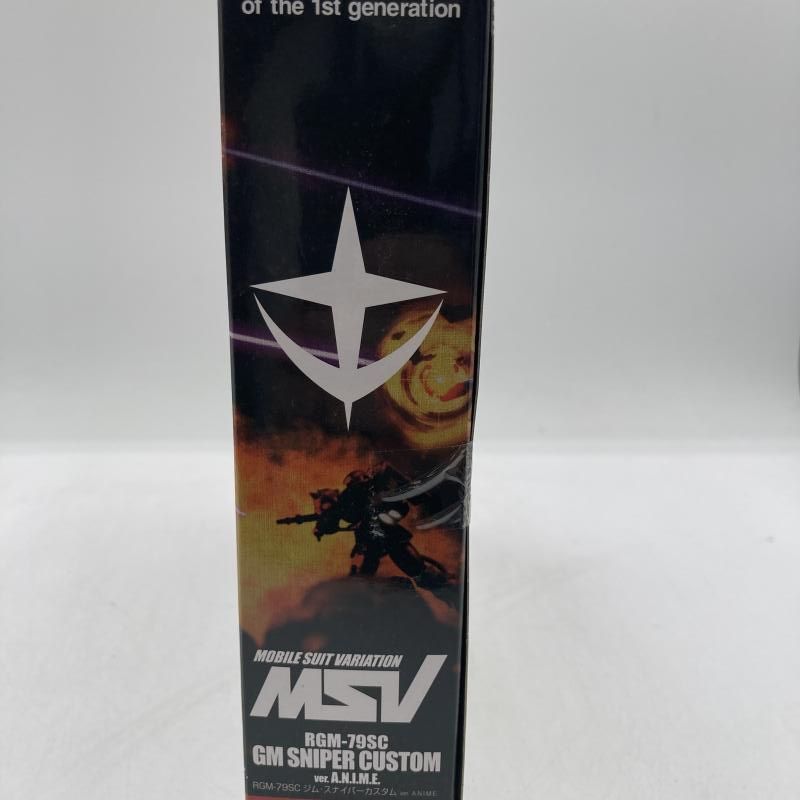 of the 1st generation
MOBILE SUIT VARIATION
MSV
RGM-79SC
GM SNIPER CUSTOM
ver. A.N.I.M.E.
RGM-79SC ジム・スナイパーカスタム ver. A.N.I.M.E.